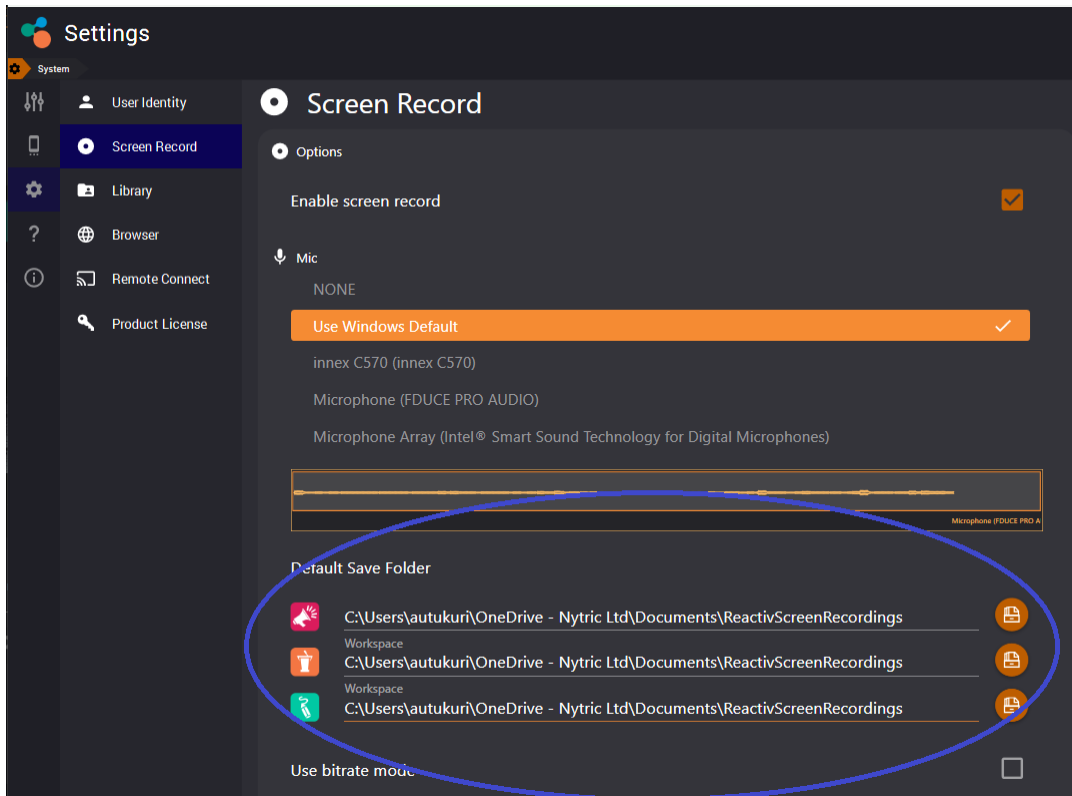 Settings
System
User Identity
Screen Record
Library
Browser
Remote Connect
Product License
Screen Record
Options
Enable screen record
Mic
NONE
Use Windows Default
innex C570 (innex C570)
Microphone (FDUCE PRO AUDIO)
Microphone Array (Intel® Smart Sound Technology for Digital Microphones)
Microphone (FDUCE PRO A
Default Save Folder
C:\Users\autukuri\OneDrive - Nytric Ltd\Documents\ReactivScreenRecordings
Workspace
C:\Users\autukuri\OneDrive - Nytric Ltd\Documents\ReactivScreenRecordings
Workspace
C:\Users\autukuri\OneDrive - Nytric Ltd\Documents\ReactivScreenRecordings
Use bitrate mode